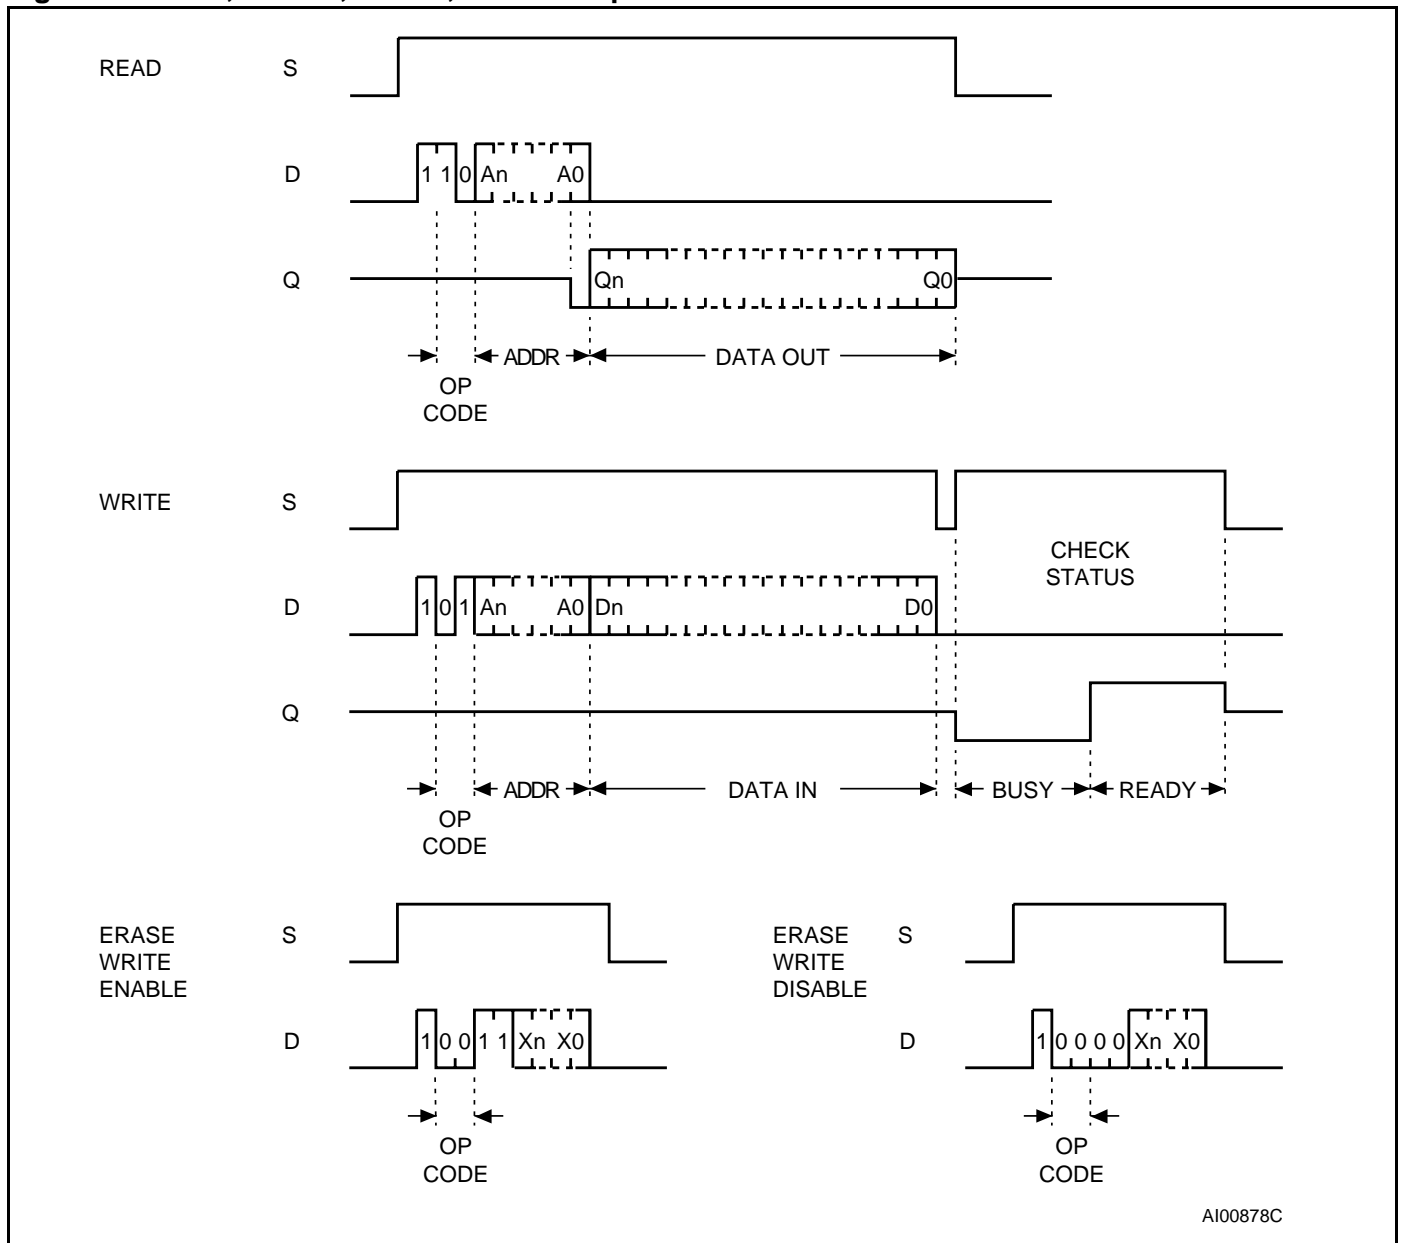 READ S
D 1 1 0 An A0
Q Qn Q0
ADDR DATA OUT
OP
CODE
WRITE S
CHECK
STATUS
D 1 0 1 An A0 Dn D0
Q
ADDR DATA IN BUSY READY
OP
CODE
ERASE
WRITE
ENABLE
S
D 1 0 0 1 1 Xn X0
OP
CODE
ERASE
WRITE
DISABLE
S
D 1 0 0 0 0 Xn X0
OP
CODE
AI00878C